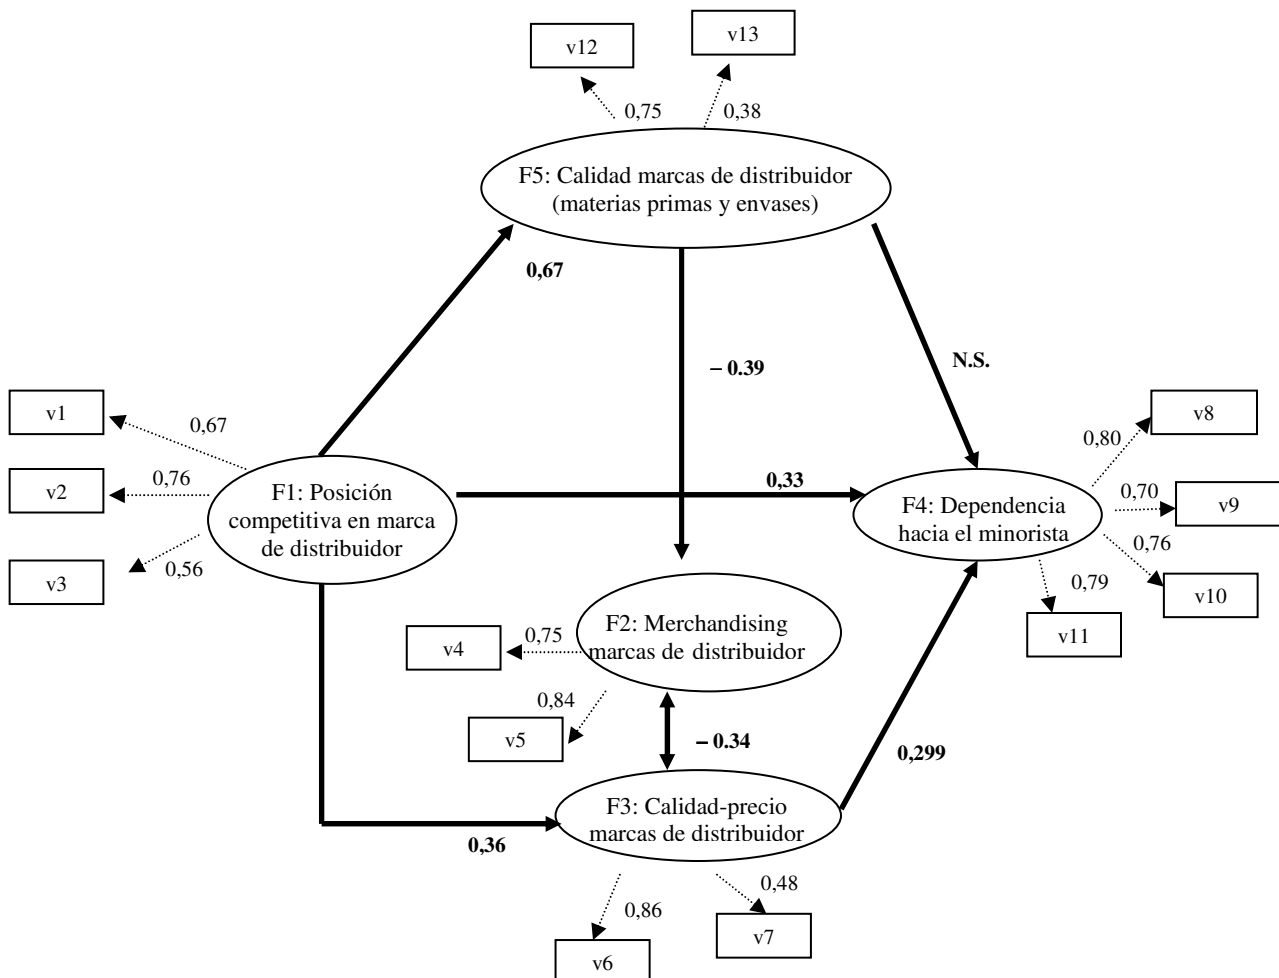 v13
v12
0,75
0,38
F5: Calidad marcas de distribuidor
(materias primas y envases)
0,67
– 0.39
N.S.
v1
0,67
v8
0,80
v2
0,76
F1: Posición
competitiva en marca
de distribuidor
0,33
F4: Dependencia
hacia el minorista
0,70
v9
v3
0,56
0,76
v10
0,79
v11
F2: Merchandising
marcas de distribuidor
v4
0,75
v5
0,84
– 0.34
0,299
F3: Calidad-precio
marcas de distribuidor
0,36
0,86
0,48
v7
v6